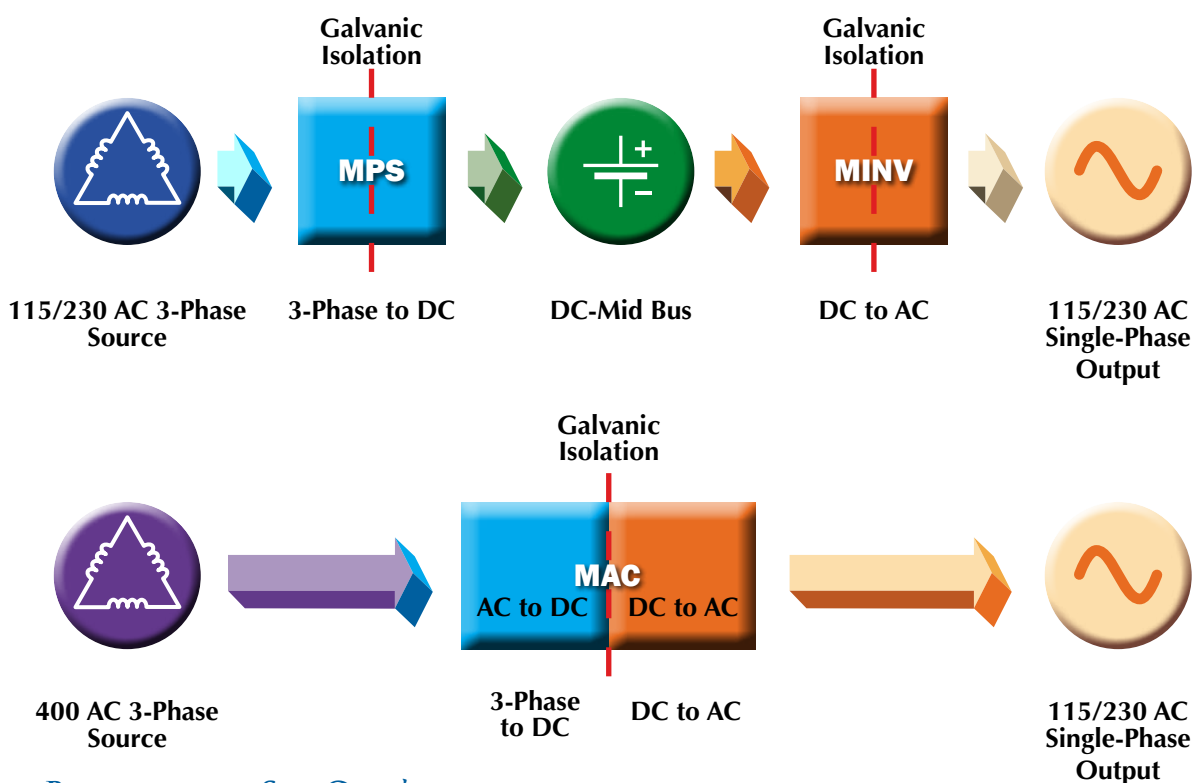 Galvanic
Isolation
Galvanic
Isolation
MPS
+
−
MINV
115/230 AC 3-Phase
Source
3-Phase to DC
DC-Mid Bus
DC to AC
115/230 AC
Single-Phase
Output
Galvanic
Isolation
MAC
AC to DC
DC to AC
400 AC 3-Phase
Source
3-Phase
to DC
DC to AC
115/230 AC
Single-Phase
Output